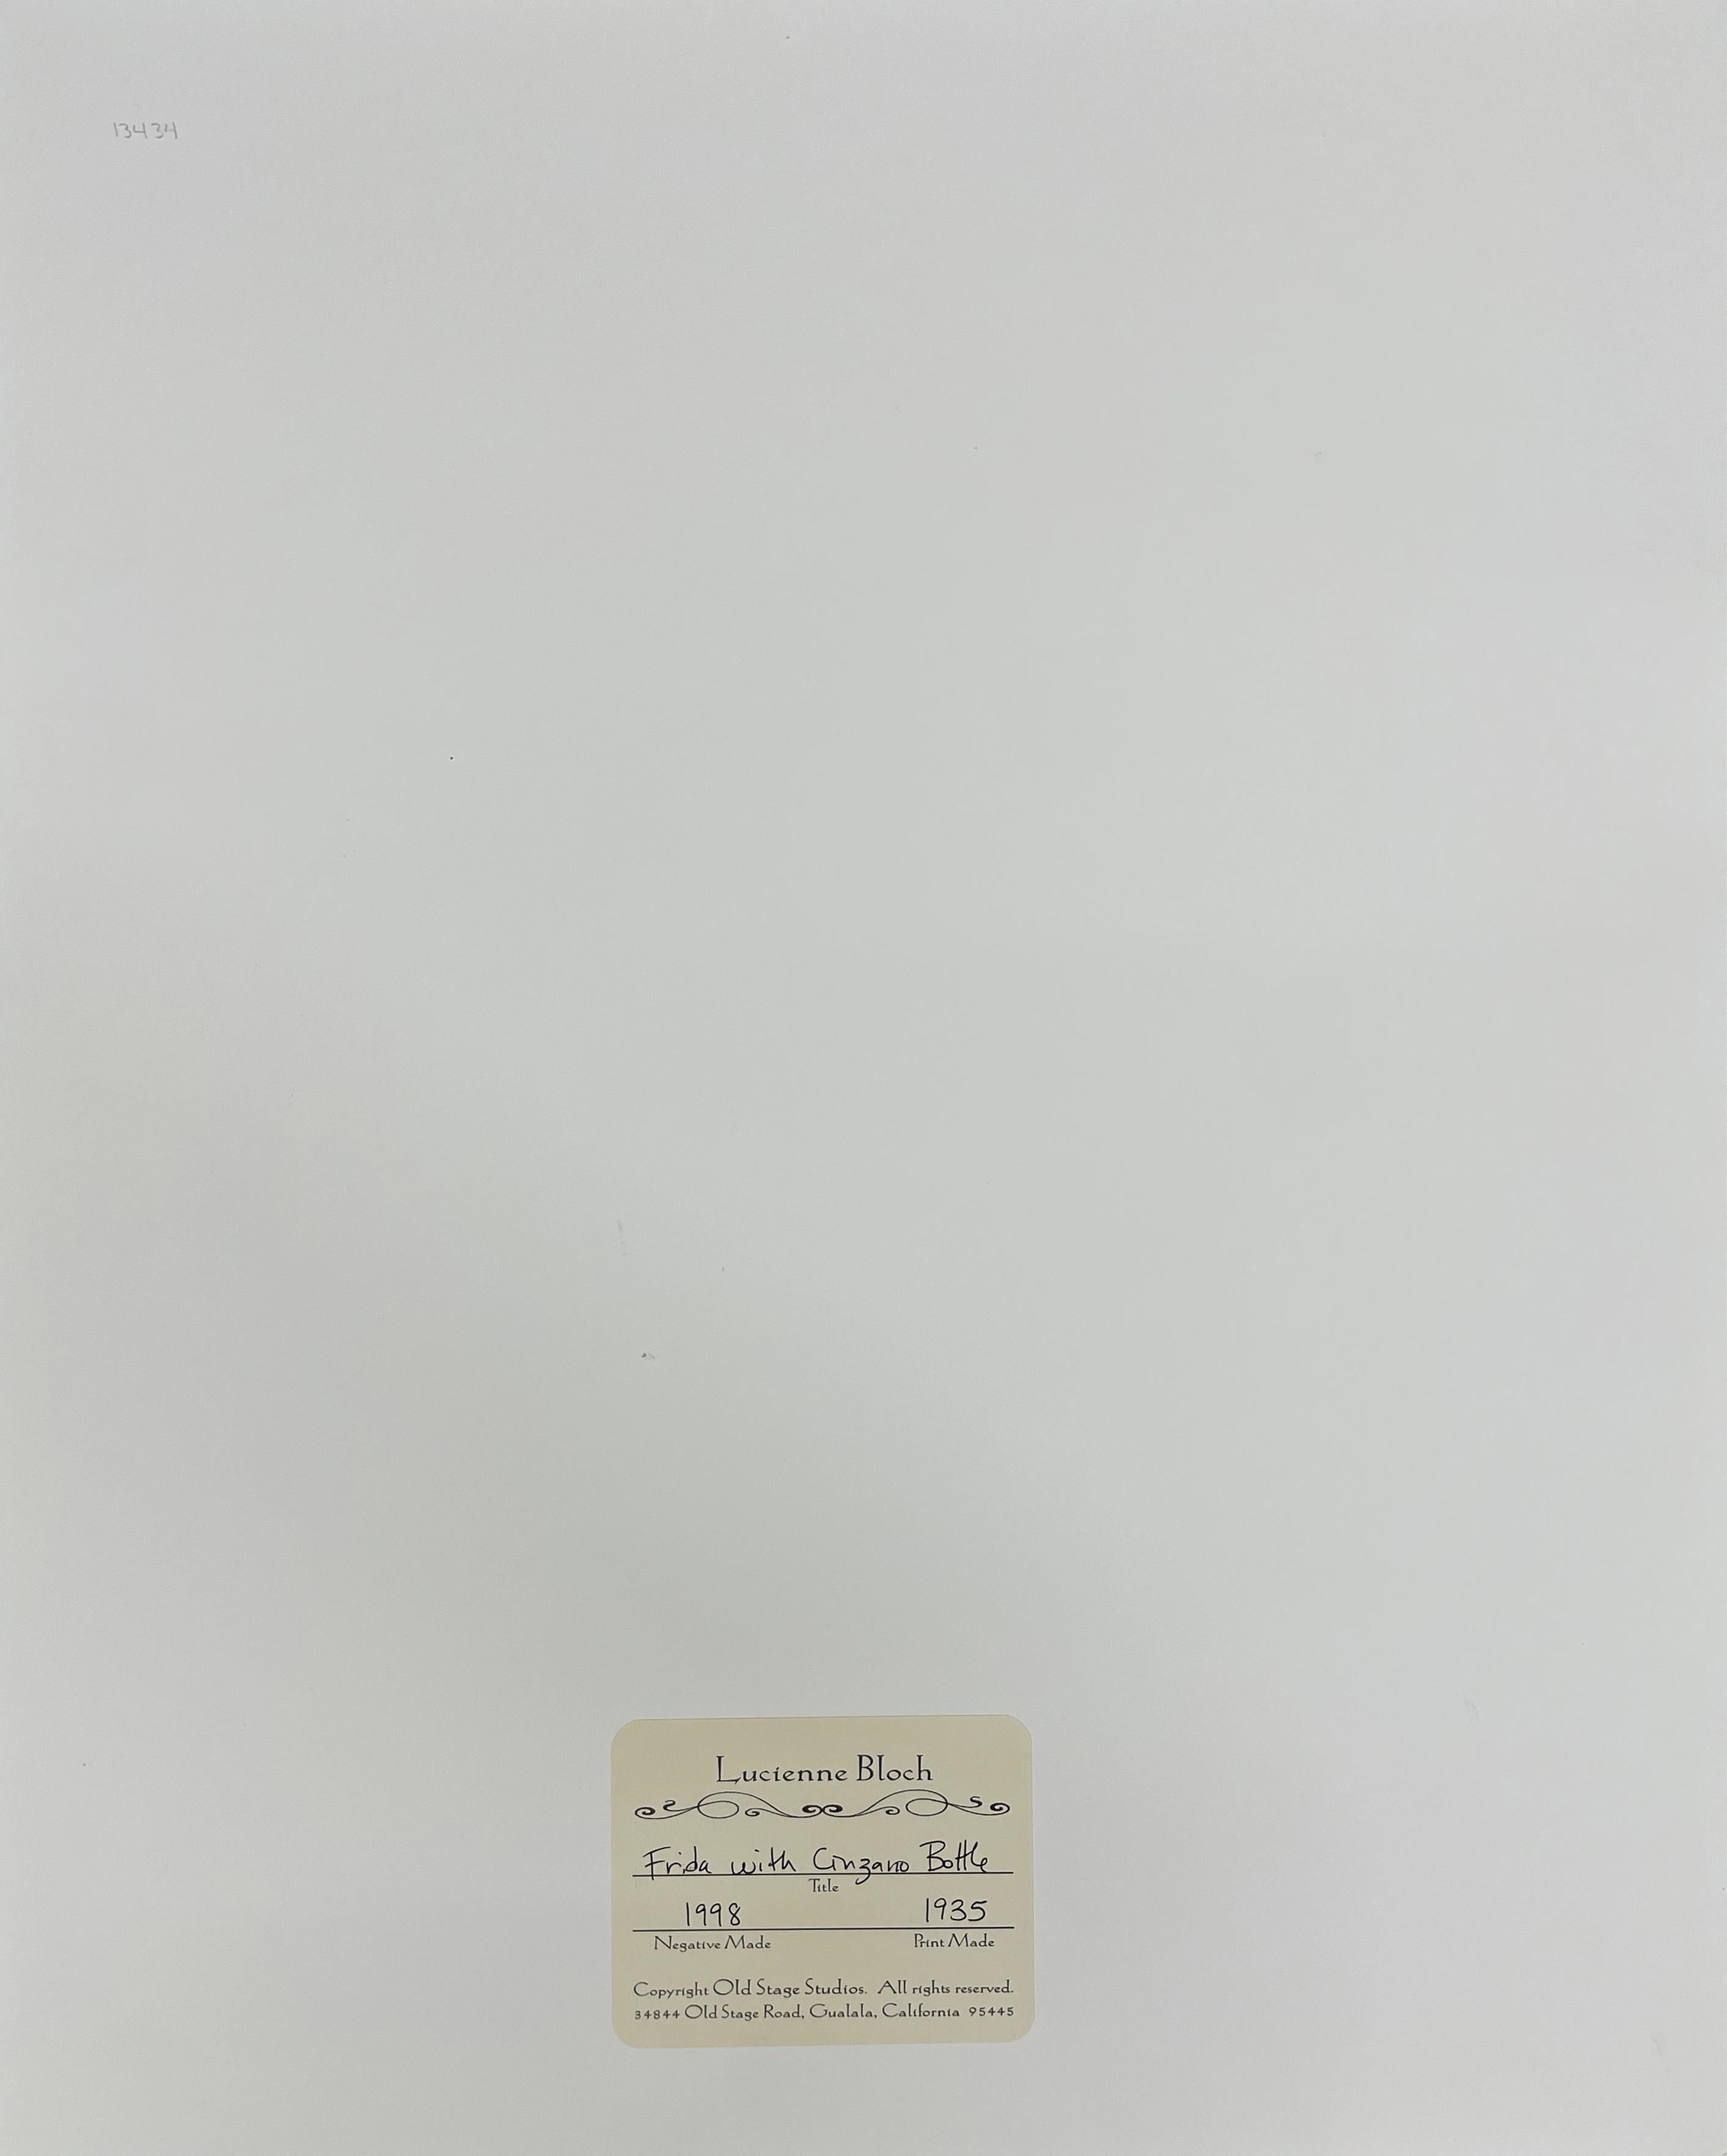 13434
Lucienne Bloch
Frida with Cinzano Bottle
Title
1998 1935
Negative Made Print Made
Copyright Old Stage Studios. All rights reserved.
34844 Old Stage Road, Gualala, California 95445